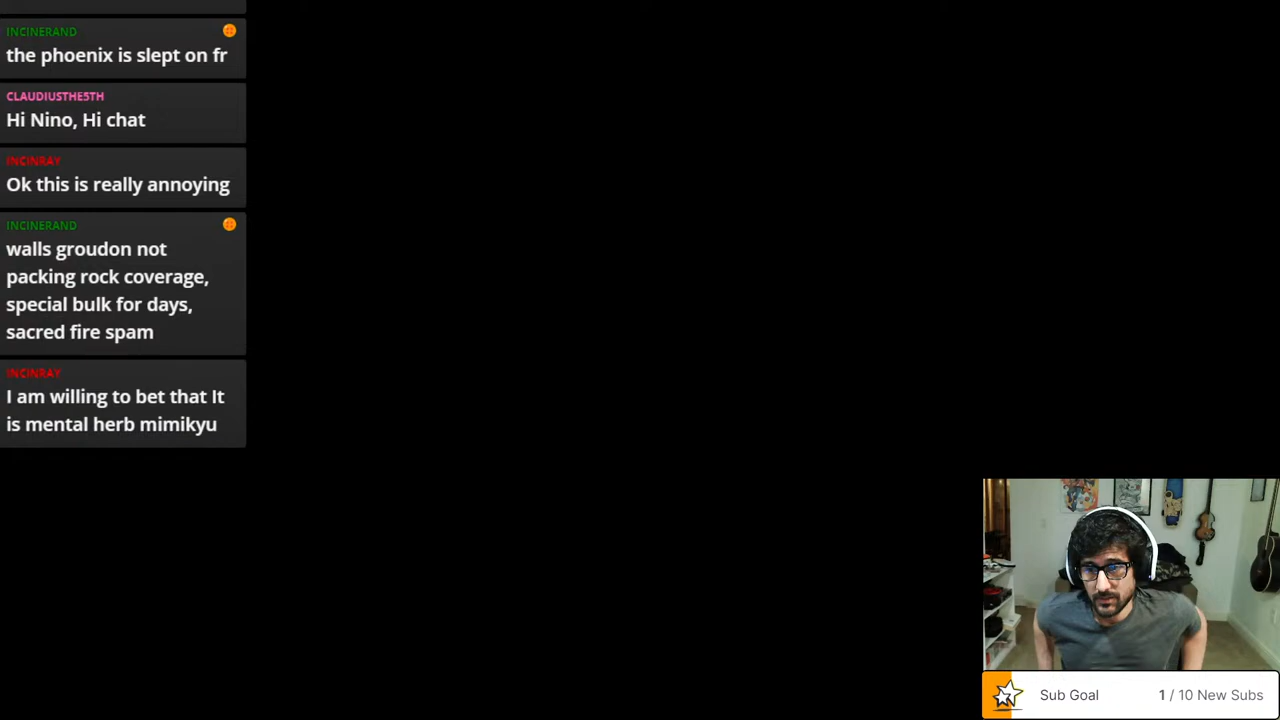 INCINERAND
the phoenix is slept on fr
CLAUDIUSTHE5TH
Hi Nino, Hi chat
INCINRAY
Ok this is really annoying
INCINERAND
walls groudon not
packing rock coverage,
special bulk for days,
sacred fire spam
INCINRAY
I am willing to bet that It
is mental herb mimikyu
Sub Goal 1 / 10 New Subs